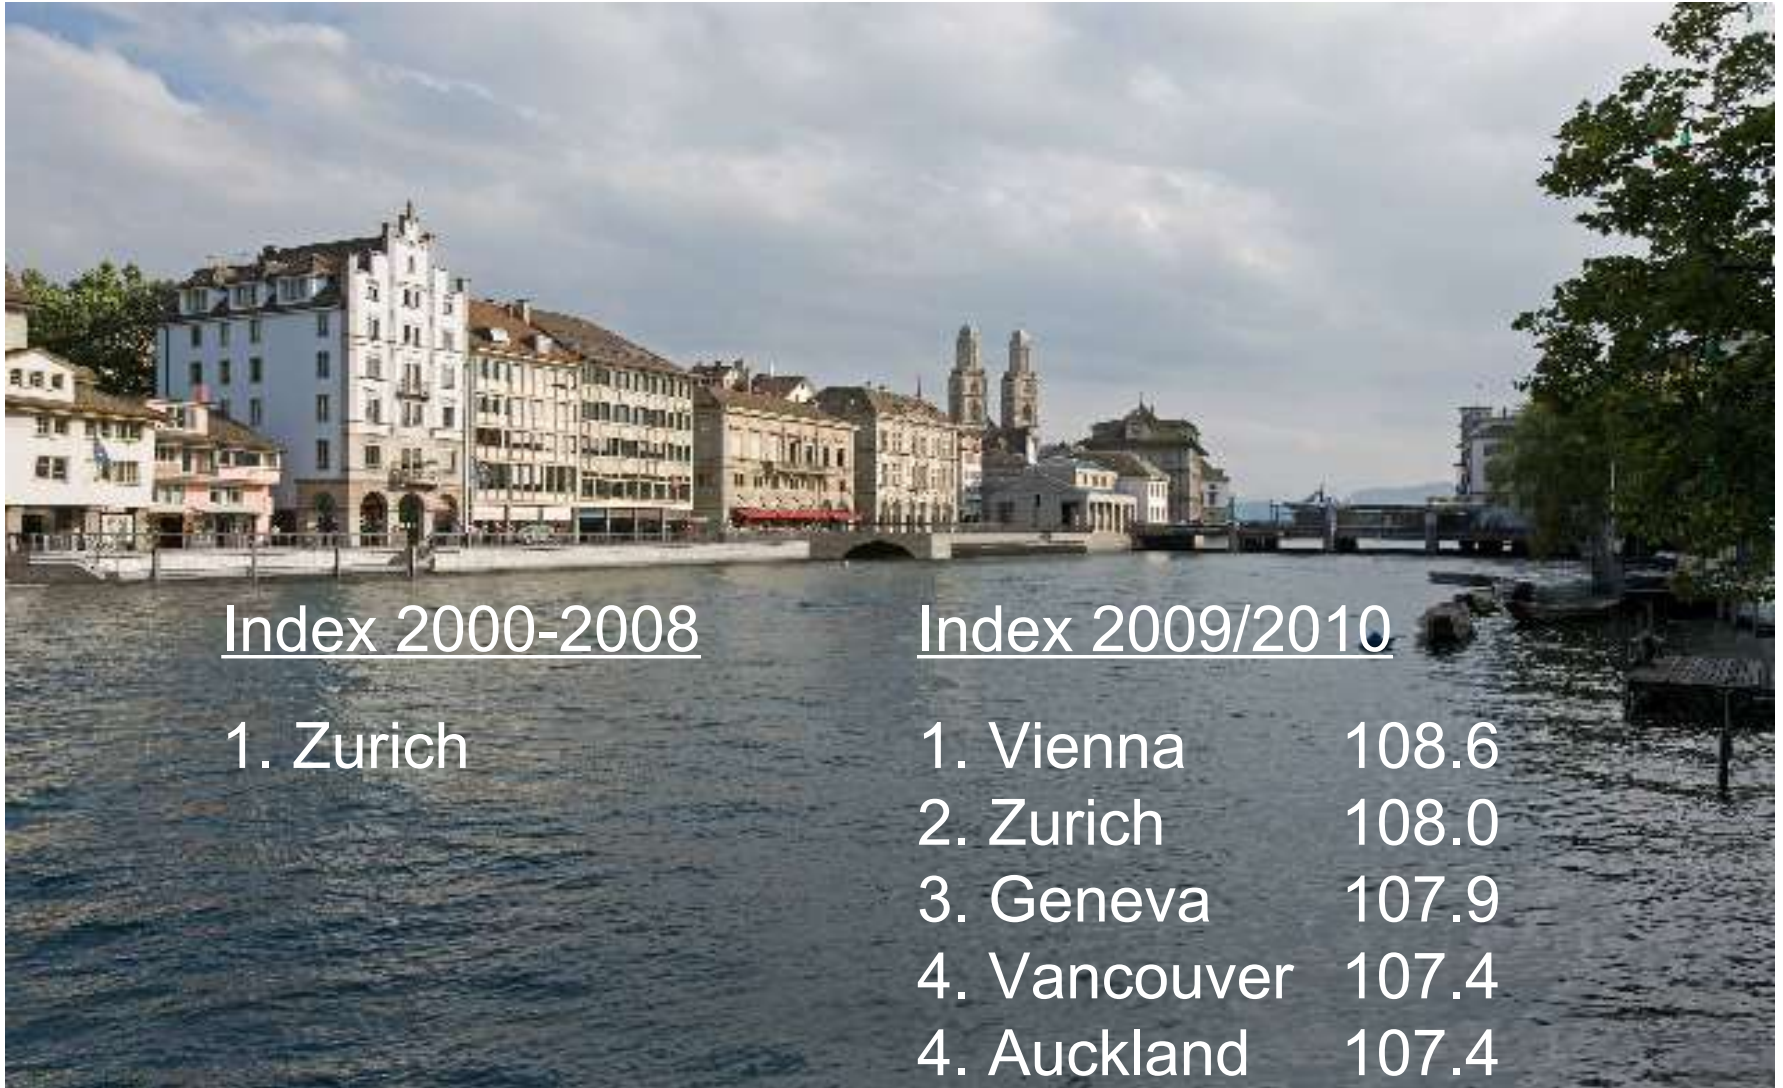 Index 2000-2008
1. Zurich
Index 2009/2010
1. Vienna 108.6
2. Zurich 108.0
3. Geneva 107.9
4. Vancouver 107.4
4. Auckland 107.4